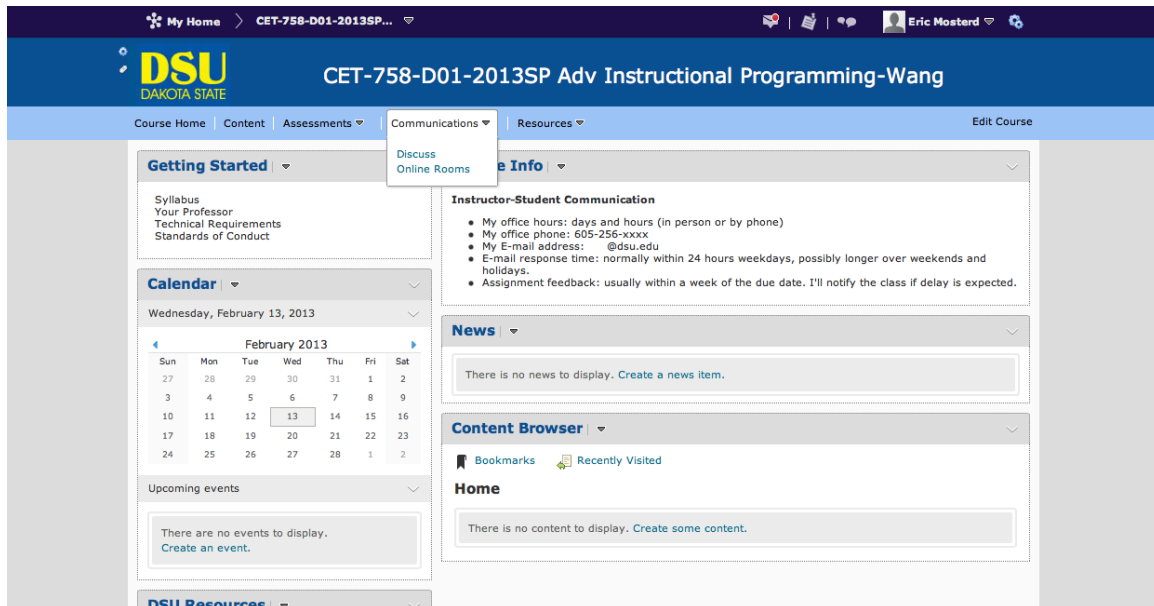 My Home
CET-758-D01-2013SP...
Eric Mosterd
DSU
DAKOTA STATE
CET-758-D01-2013SP Adv Instructional Programming-Wang
Course Home
Content
Assessments
Communications
Resources
Edit Course
Discuss
Online Rooms
Getting Started
Syllabus
Your Professor
Technical Requirements
Standards of Conduct
Calendar
Wednesday, February 13, 2013
February 2013
Sun Mon Tue Wed Thu Fri Sat
27 28 29 30 31 1 2
3 4 5 6 7 8 9
10 11 12 13 14 15 16
17 18 19 20 21 22 23
24 25 26 27 28 1 2
Upcoming events
There are no events to display.
Create an event.
DSU Resources
Info
Instructor-Student Communication
My office hours: days and hours (in person or by phone)
My office phone: 605-256-xxxx
My E-mail address: @dsu.edu
E-mail response time: normally within 24 hours weekdays, possibly longer over weekends and
holidays.
Assignment feedback: usually within a week of the due date. I'll notify the class if delay is expected.
News
There is no news to display. Create a news item.
Content Browser
Bookmarks
Recently Visited
Home
There is no content to display. Create some content.